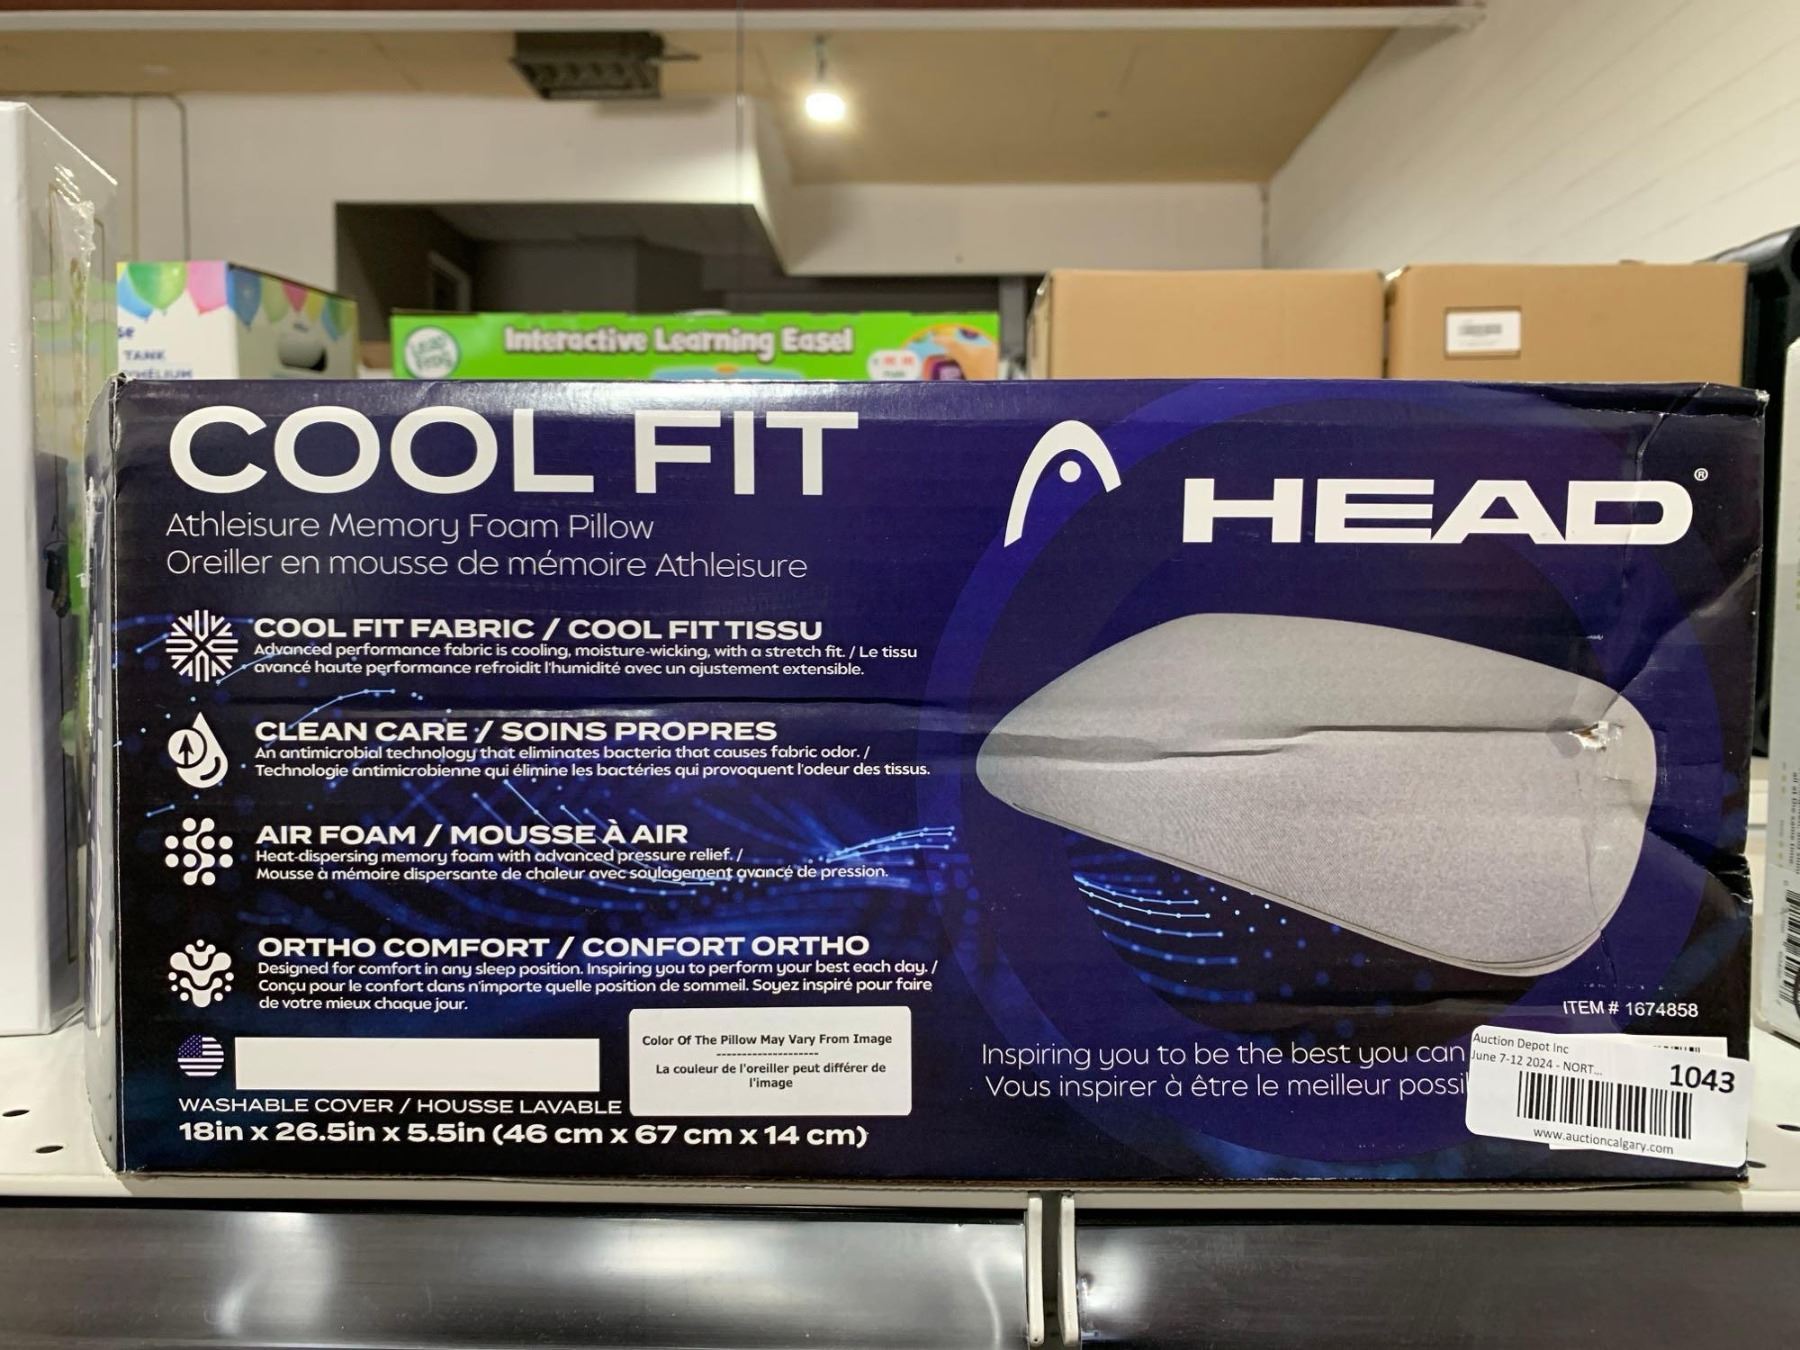 TANK
Leap Frog
Interactive Learning Easel
COOL FIT
Athleisure Memory Foam Pillow
Oreiller en mousse de mémoire Athleisure
HEAD®
COOL FIT FABRIC / COOL FIT TISSU
Advanced performance fabric is cooling, moisture-wicking, with a stretch fit. / Le tissu
avancé haute performance refroidit l'humidité avec un ajustement extensible.
CLEAN CARE / SOINS PROPRES
An antimicrobial technology that eliminates bacteria that causes fabric odor. /
Technologie antimicrobienne qui élimine les bactéries qui provoquent l'odeur des tissus.
AIR FOAM / MOUSSE À AIR
Heat-dispersing memory foam with advanced pressure relief. /
Mousse à mémoire dispersante de chaleur avec soulagement avancé de pression.
ORTHO COMFORT / CONFORT ORTHO
Designed for comfort in any sleep position. Inspiring you to perform your best each day. /
Conçu pour le confort dans n'importe quelle position de sommeil. Soyez inspiré pour faire
de votre mieux chaque jour.
Color Of The Pillow May Vary From Image
--------------------
La couleur de l'oreiller peut différer de
l'image
WASHABLE COVER / HOUSSE LAVABLE
18in x 26.5in x 5.5in (46 cm x 67 cm x 14 cm)
ITEM # 1674858
Inspiring you to be the best you can
Vous inspirer à être le meilleur possi
Auction Depot Inc
June 7-12 2024 - NORT...
1043
www.auctioncalgary.com